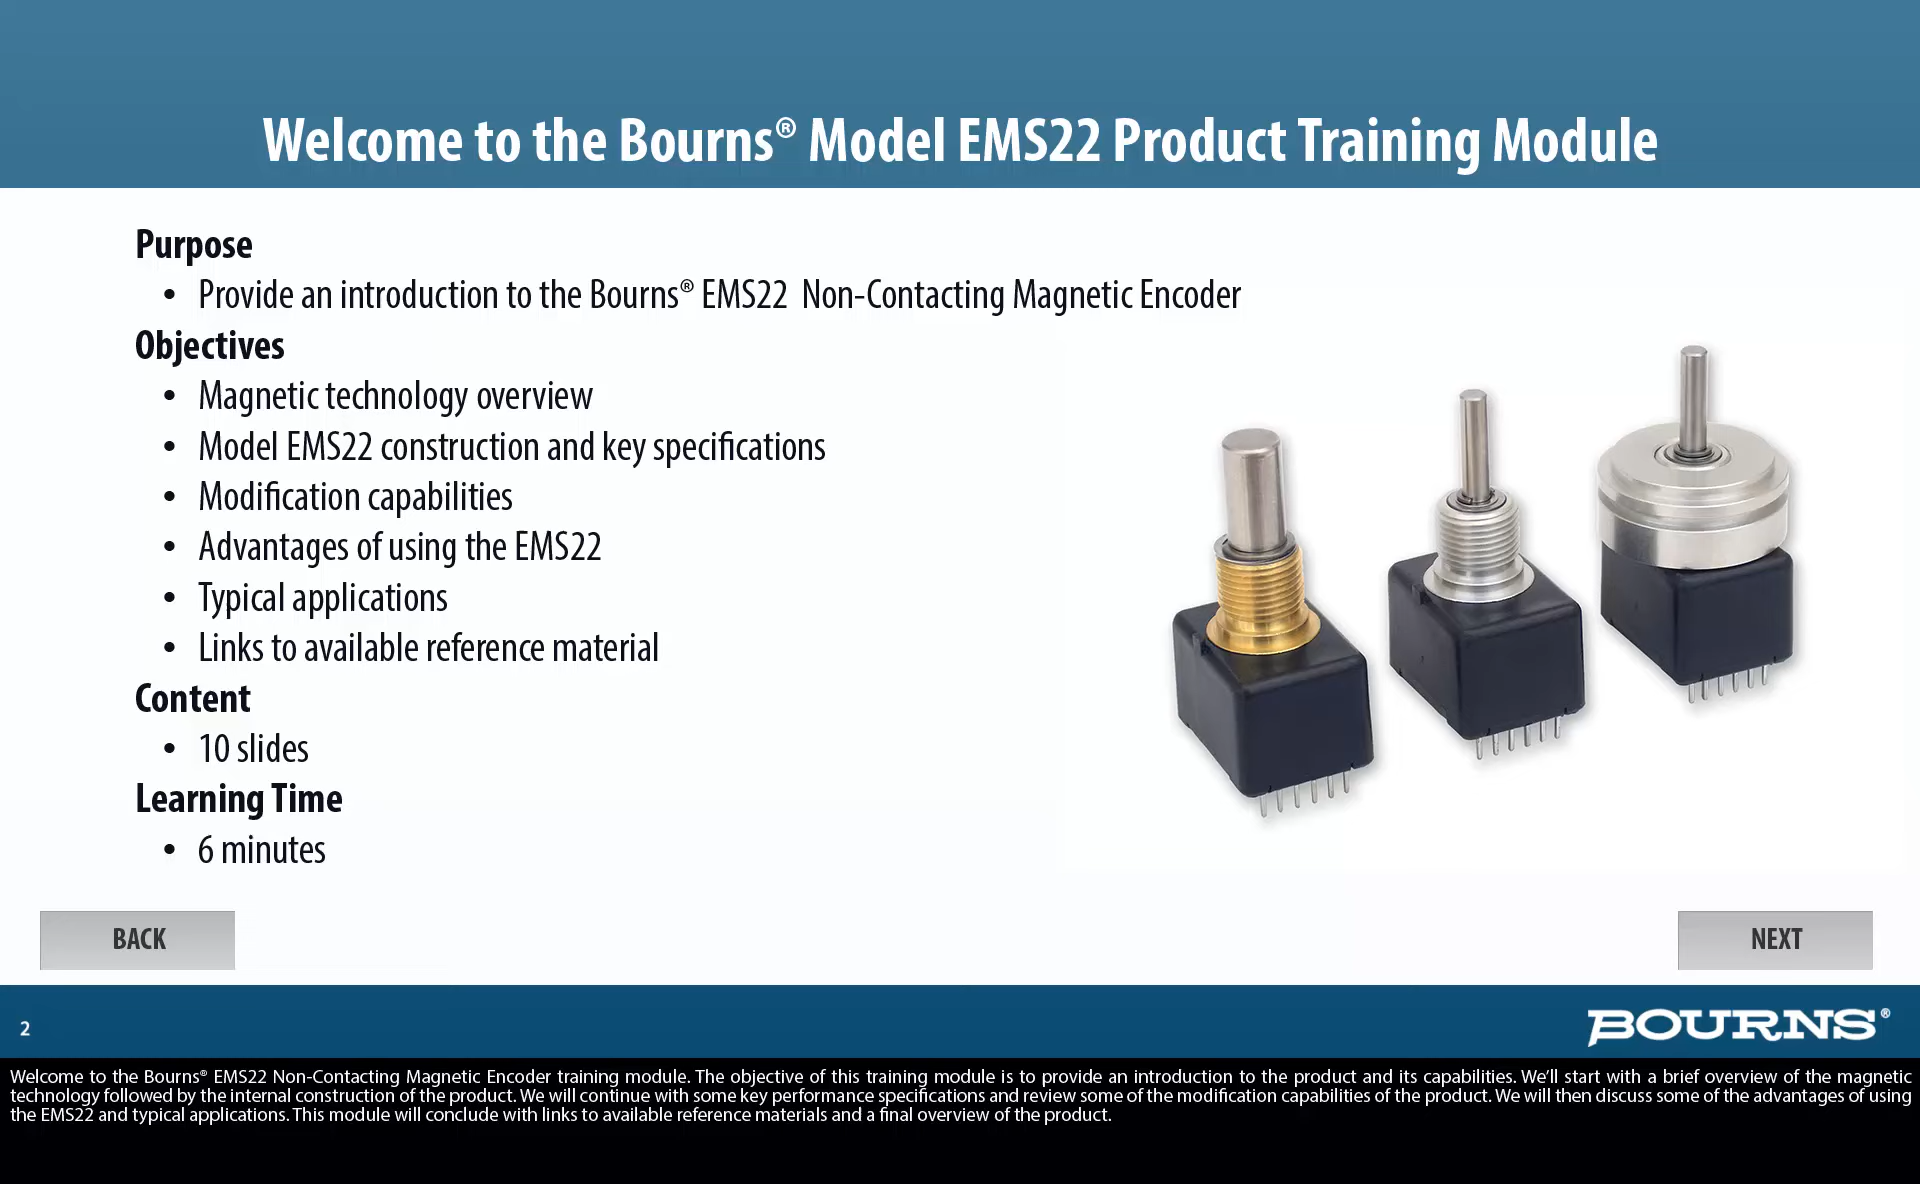 Welcome to the Bourns® Model EMS22 Product Training Module
Purpose
• Provide an introduction to the Bourns® EMS22 Non-Contacting Magnetic Encoder
Objectives
• Magnetic technology overview
• Model EMS22 construction and key specifications
• Modification capabilities
• Advantages of using the EMS22
• Typical applications
• Links to available reference material
Content
• 10 slides
Learning Time
• 6 minutes
BACK
NEXT
2
BOURNS®
Welcome to the Bourns® EMS22 Non-Contacting Magnetic Encoder training module. The objective of this training module is to provide an introduction to the product and its capabilities. We’ll start with a brief overview of the magnetic
technology followed by the internal construction of the product. We will continue with some key performance specifications and review some of the modification capabilities of the product. We will then discuss some of the advantages of using
the EMS22 and typical applications. This module will conclude with links to available reference materials and a final overview of the product.